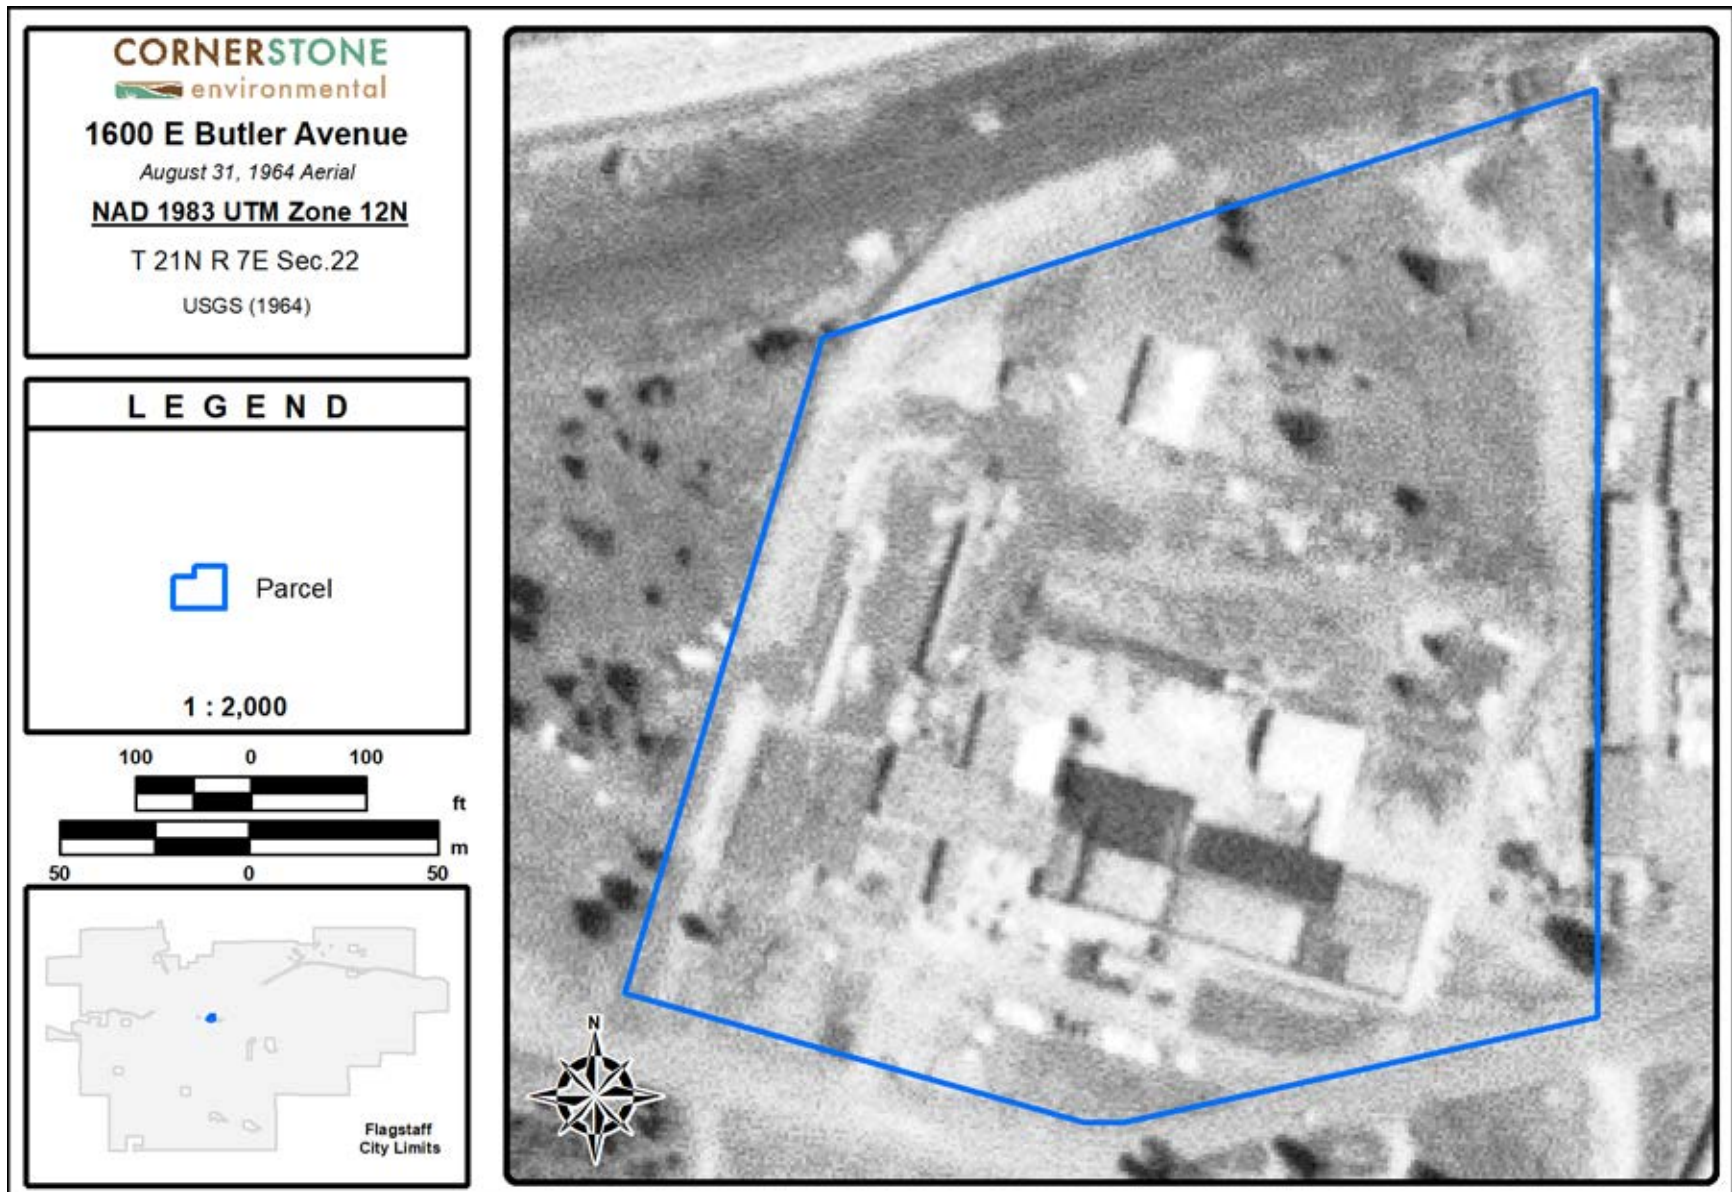 CORNERSTONE
environmental
1600 E Butler Avenue
August 31, 1964 Aerial
NAD 1983 UTM Zone 12N
T 21N R 7E Sec.22
USGS (1964)
LEGEND
Parcel
1 : 2,000
100 0 100
ft
m
50 0 50
Flagstaff
City Limits
N